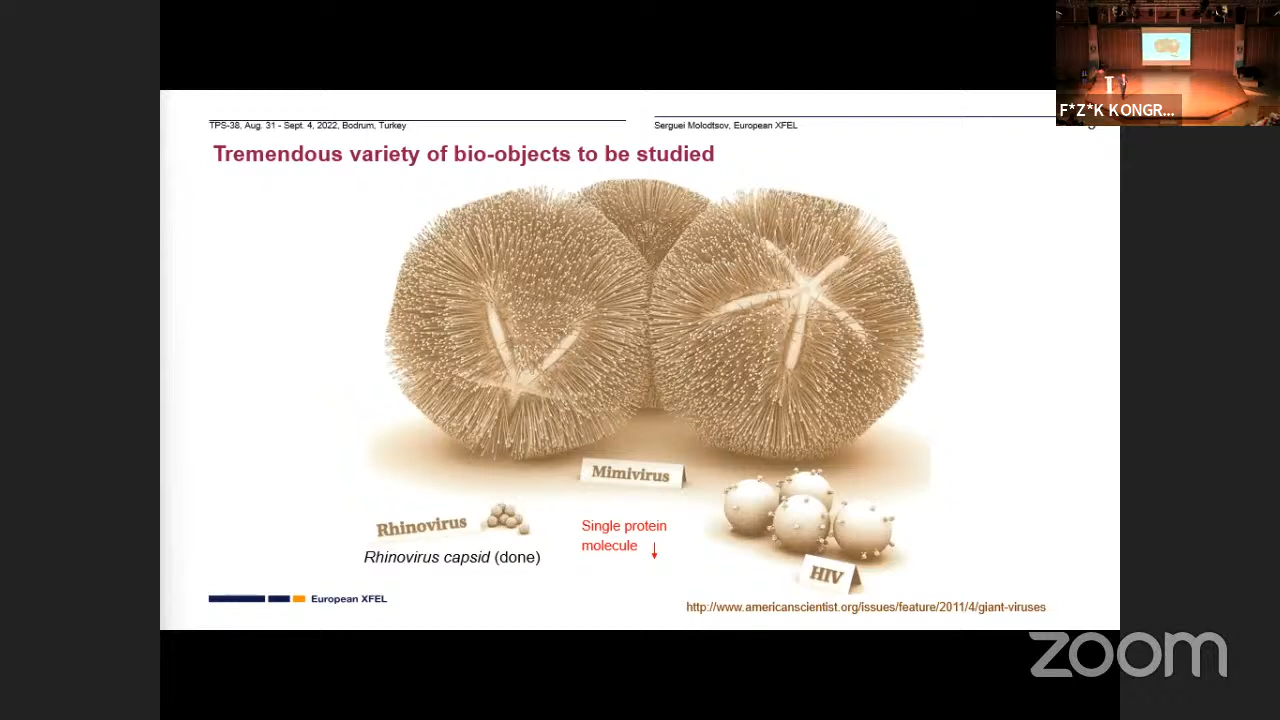 F*Z*K KONGR...
TPS-38, Aug. 31 - Sept. 4, 2022, Bodrum, Turkey
Serguei Molodtsov, European XFEL
Tremendous variety of bio-objects to be studied
Mimivirus
Rhinovirus
Single protein
molecule
Rhinovirus capsid (done)
HIV
European XFEL
http://www.americanscientist.org/issues/feature/2011/4/giant-viruses
zoom